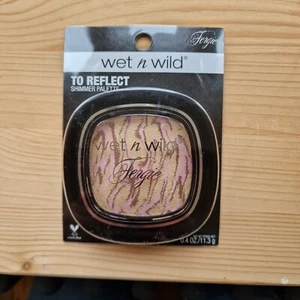 Fergie
wet n wild®
TO REFLECT
SHIMMER PALETTE
wet n wild
Fergie
0.4 oz/11.3 g